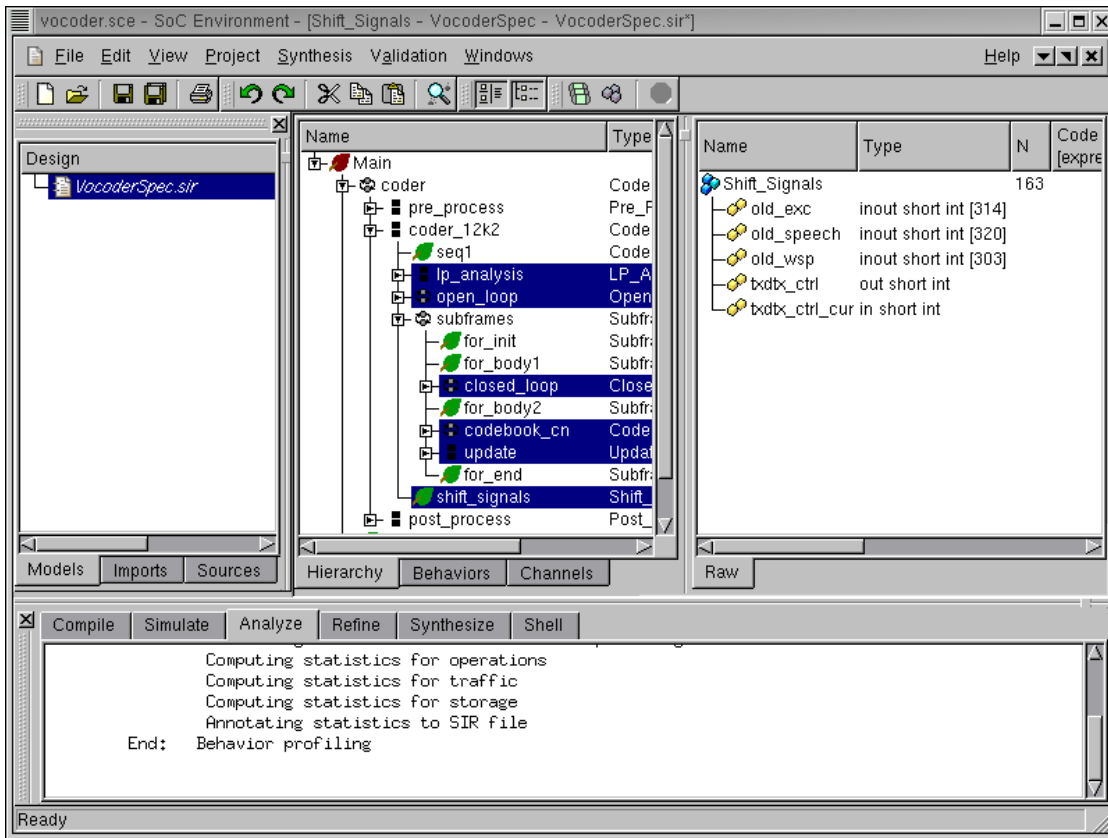 vocoder.sce - SoC Environment - [Shift_Signals - VocoderSpec - VocoderSpec.sir*]
File Edit View Project Synthesis Validation Windows Help
Design
VocoderSpec.sir
Models Imports Sources
Name Type
Main
coder Code
pre_process Pre_P
coder_12k2 Code
seq1 Code
lp_analysis LP_A
open_loop Open
subframes Subfr
for_init Subfr
for_body1 Subfr
closed_loop Close
for_body2 Subfr
codebook_cn Code
update Updat
for_end Subfr
shift_signals Shift_
post_process Post_
Hierarchy Behaviors Channels
Name Type N Code
[expre
Shift_Signals 163
old_exc inout short int [314]
old_speech inout short int [320]
old_wsp inout short int [303]
txdtx_ctrl out short int
txdtx_ctrl_cur in short int
Raw
Compile Simulate Analyze Refine Synthesize Shell
Computing statistics for operations
Computing statistics for traffic
Computing statistics for storage
Annotating statistics to SIR file
End: Behavior profiling
Ready